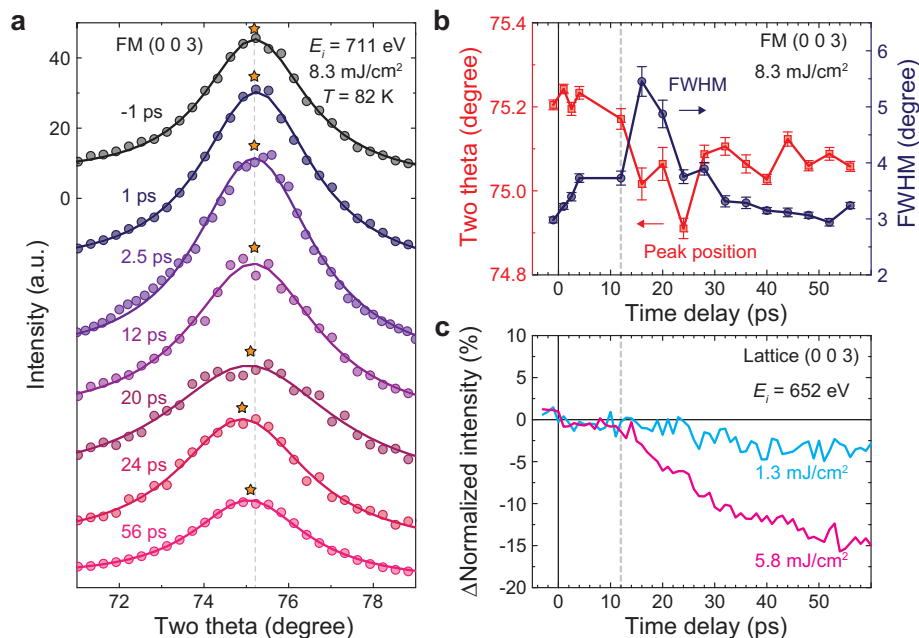 a
FM (0 0 3)
E_i = 711 eV
8.3 mJ/cm²
T = 82 K
-1 ps
1 ps
2.5 ps
12 ps
20 ps
24 ps
56 ps
40
20
0
Intensity (a.u.)
72 74 76 78
Two theta (degree)
b
FM (0 0 3)
8.3 mJ/cm²
FWHM
Peak position
75.4
75.2
75.0
74.8
Two theta (degree)
6
5
4
3
2
FWHM (degree)
0 10 20 30 40 50
Time delay (ps)
c
Lattice (0 0 3)
E_i = 652 eV
1.3 mJ/cm²
5.8 mJ/cm²
10
5
0
-5
-10
-15
-20
ΔNormalized intensity (%)
0 10 20 30 40 50
Time delay (ps)